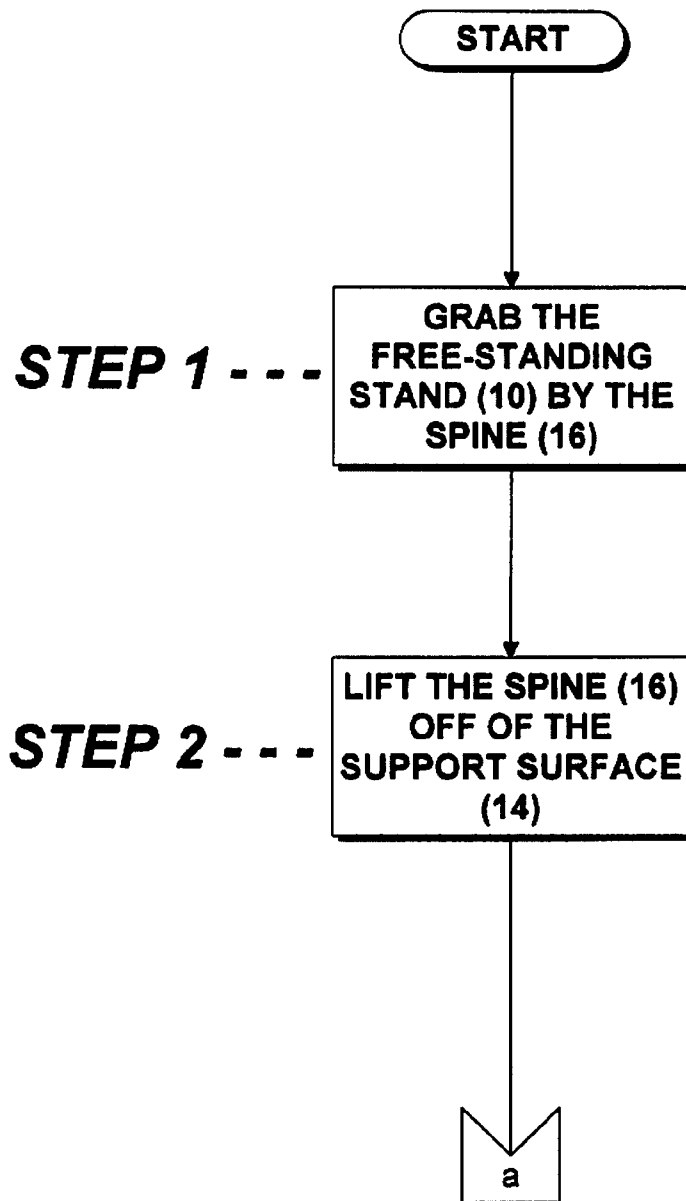 START
STEP 1 - - -
GRAB THE
FREE-STANDING
STAND (10) BY THE
SPINE (16)
STEP 2 - - -
LIFT THE SPINE (16)
OFF OF THE
SUPPORT SURFACE
(14)
a